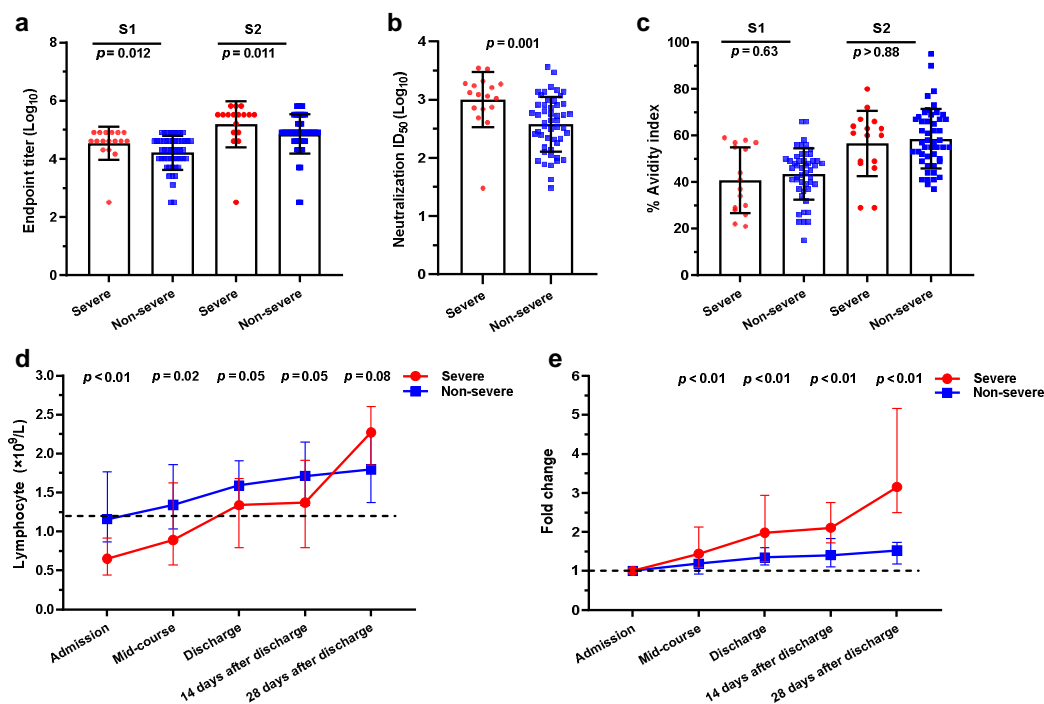 a
S1
S2
p = 0.012
p = 0.011
Endpoint titer (Log10)
8
6
4
2
0
Severe
Non-severe
Severe
Non-severe
b
p = 0.001
Neutralization ID50 (Log10)
4
3
2
1
0
Severe
Non-severe
c
S1
S2
p = 0.63
p > 0.88
% Avidity index
100
80
60
40
20
0
Severe
Non-severe
Severe
Non-severe
d
p < 0.01
p = 0.02
p = 0.05
p = 0.05
p = 0.08
Severe
Non-severe
Lymphocyte (×10^9/L)
3.0
2.5
2.0
1.5
1.0
0.5
0.0
Admission
Mid-course
Discharge
14 days after discharge
28 days after discharge
e
p < 0.01
p < 0.01
p < 0.01
p < 0.01
Severe
Non-severe
Fold change
6
5
4
3
2
1
0
Admission
Mid-course
Discharge
14 days after discharge
28 days after discharge